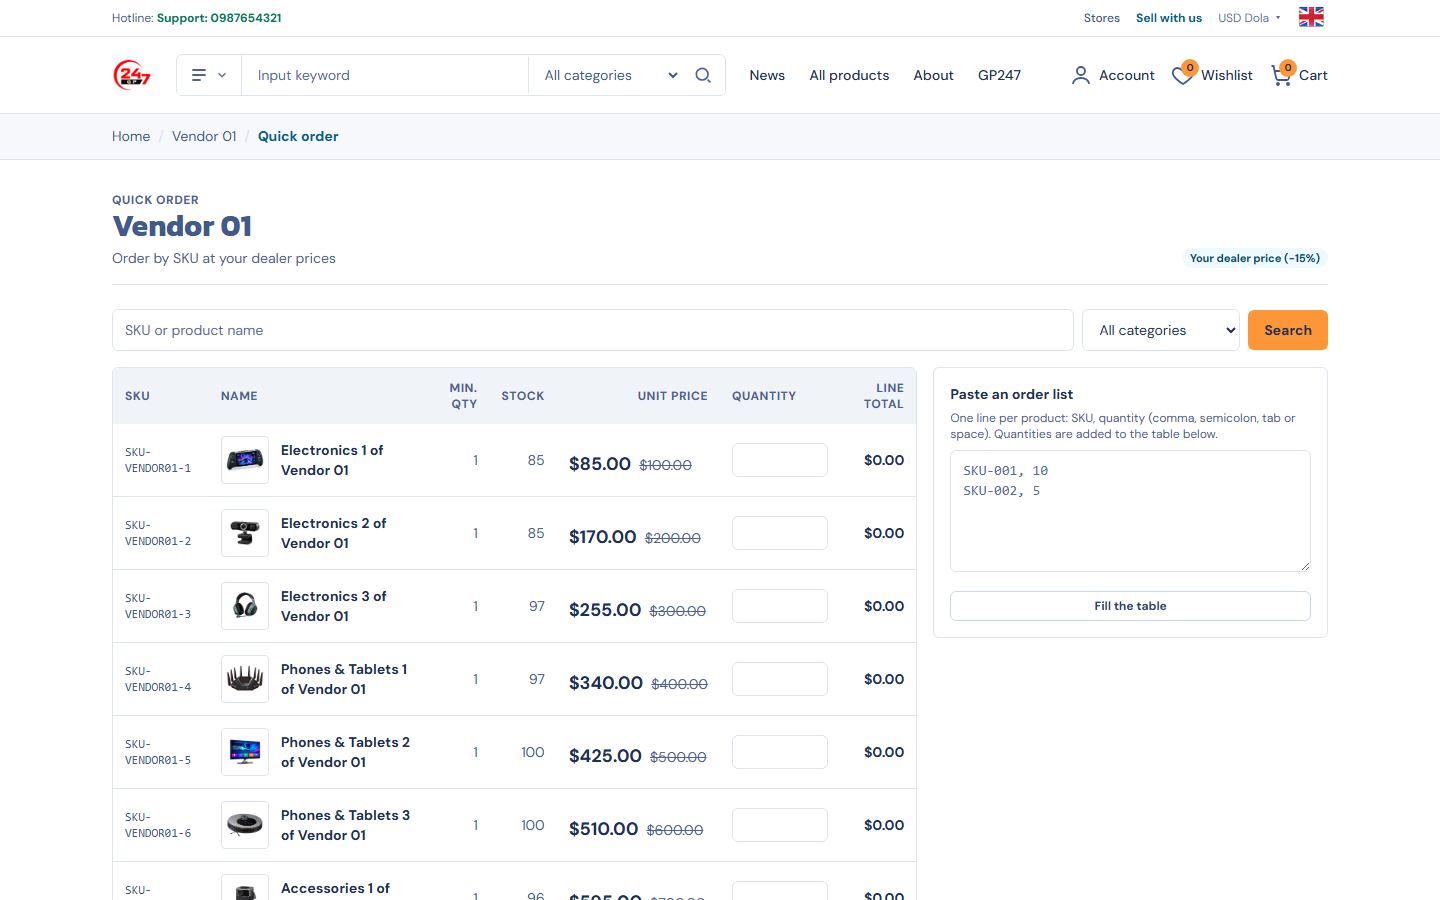 Hotline: Support: 0987654321
Stores
Sell with us
USD Dola
247
GP
Input keyword
All categories
News
All products
About
GP247
Account
0
Wishlist
0
Cart
Home / Vendor 01 / Quick order
QUICK ORDER
Vendor 01
Order by SKU at your dealer prices
Your dealer price (-15%)
SKU or product name
All categories
Search
SKU
NAME
MIN. QTY
STOCK
UNIT PRICE
QUANTITY
LINE TOTAL
SKU-VENDOR01-1
Electronics 1 of Vendor 01
1
85
$85.00 $100.00
$0.00
SKU-VENDOR01-2
Electronics 2 of Vendor 01
1
85
$170.00 $200.00
$0.00
SKU-VENDOR01-3
Electronics 3 of Vendor 01
1
97
$255.00 $300.00
$0.00
SKU-VENDOR01-4
Phones & Tablets 1 of Vendor 01
1
97
$340.00 $400.00
$0.00
SKU-VENDOR01-5
Phones & Tablets 2 of Vendor 01
1
100
$425.00 $500.00
$0.00
SKU-VENDOR01-6
Phones & Tablets 3 of Vendor 01
1
100
$510.00 $600.00
$0.00
SKU-
Accessories 1 of
1
96
$0.00
Paste an order list
One line per product: SKU, quantity (comma, semicolon, tab or
space). Quantities are added to the table below.
SKU-001, 10
SKU-002, 5
Fill the table